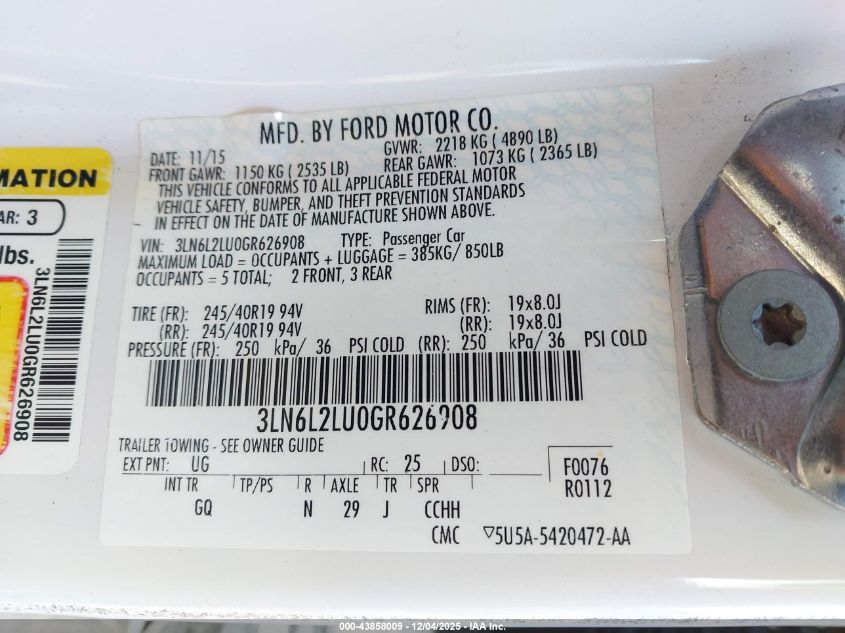 MFD. BY FORD MOTOR CO.
DATE: 11/15
GVWR: 2218 KG ( 4890 LB)
FRONT GAWR: 1150 KG ( 2535 LB)
REAR GAWR: 1073 KG ( 2365 LB)
THIS VEHICLE CONFORMS TO ALL APPLICABLE FEDERAL MOTOR
VEHICLE SAFETY, BUMPER, AND THEFT PREVENTION STANDARDS
IN EFFECT ON THE DATE OF MANUFACTURE SHOWN ABOVE.
VIN: 3LN6L2LU0GR626908 TYPE: Passenger Car
MAXIMUM LOAD = OCCUPANTS + LUGGAGE = 385KG/ 850LB
OCCUPANTS = 5 TOTAL; 2 FRONT, 3 REAR
TIRE (FR): 245/40R19 94V RIMS (FR): 19x8.0J
(RR): 245/40R19 94V (RR): 19x8.0J
PRESSURE (FR): 250 kPa/ 36 PSI COLD (RR): 250 kPa/ 36 PSI COLD
3LN6L2LU0GR626908
TRAILER TOWING - SEE OWNER GUIDE
EXT PNT: UG RC: 25 DSO: F0076
INT TR TP/PS R AXLE TR SPR R0112
GQ N 29 J CCHH
CMC ▽5U5A-5420472-AA
MATION
AR: 3
lbs.
3LN6L2LU0GR626908
000-43858009 - 12/04/2025 - IAA Inc.